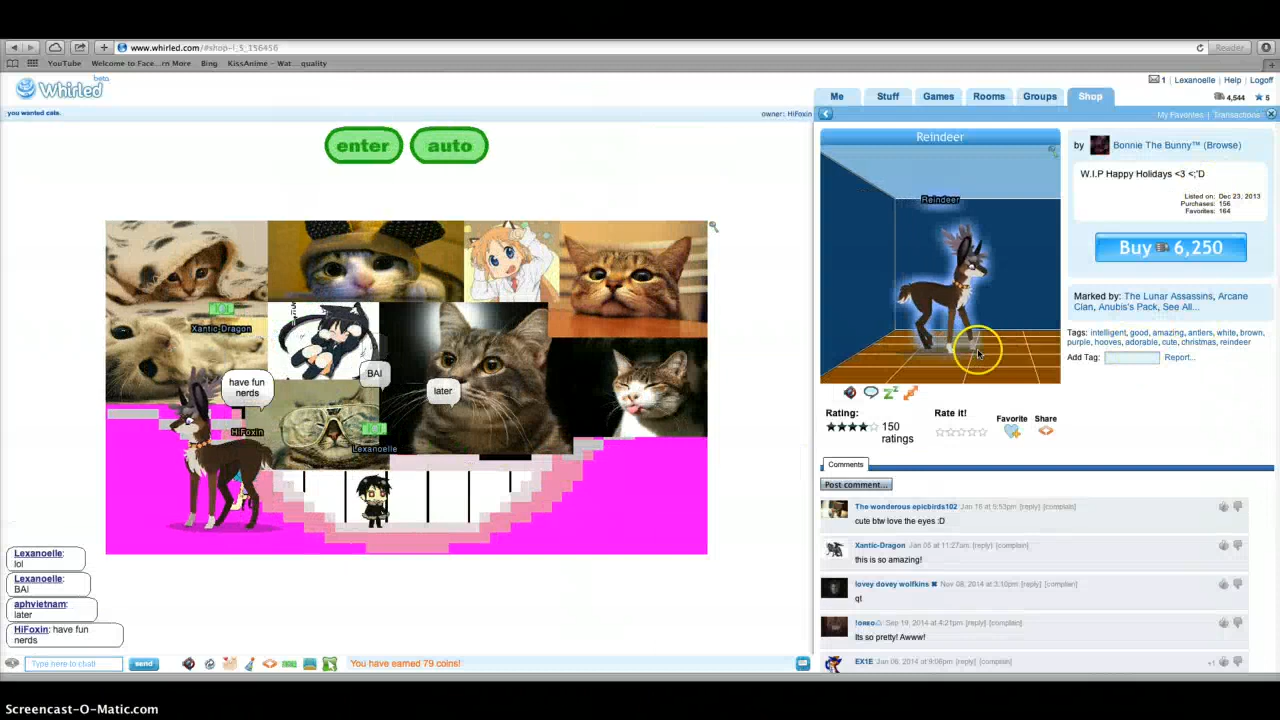 www.whirled.com/#shop-l_5_156456
Reader
YouTube Welcome to Face...rn More Bing KissAnime - Wat...quality
Whirled beta
1 Lexanoelle Help Logoff
Me Stuff Games Rooms Groups Shop
4,544 5
you wanted cats.
owner: HiFoxin
My Favorites Transactions
enter auto
Reindeer
by Bonnie The Bunny™ (Browse)
W.I.P Happy Holidays <3 <;'D
Listed on: Dec 23, 2013
Purchases: 156
Favorites: 164
Reindeer
Buy 6,250
Marked by: The Lunar Assassins, Arcane
Clan, Anubis's Pack, See All...
Tags: intelligent, good, amazing, antlers, white, brown,
purple, hooves, adorable, cute, christmas, reindeer
Add Tag: Report...
Xantic-Dragon
have fun
nerds
BAI
later
HiFoxin
Lexanoelle
Rating:
150
ratings
Rate it!
Favorite
Share
Comments
Post comment...
The wonderous epicbirds102 Jan 16 at 5:53pm [reply] [complain]
cute btw love the eyes :D
Xantic-Dragon Jan 05 at 11:27am [reply] [complain]
this is so amazing!
lovey dovey wolfkins Nov 08, 2014 at 3:10pm [reply] [complain]
qt
Sep 19, 2014 at 4:21pm [reply] [complain]
Its so pretty! Awww!
EX1E Jan 06, 2014 at 9:06pm [reply] [complain]
+1
Lexanoelle:
lol
Lexanoelle:
BAI
aphvietnam:
later
HiFoxin: have fun
nerds
Type here to chat!
send
You have earned 79 coins!
Screencast-O-Matic.com